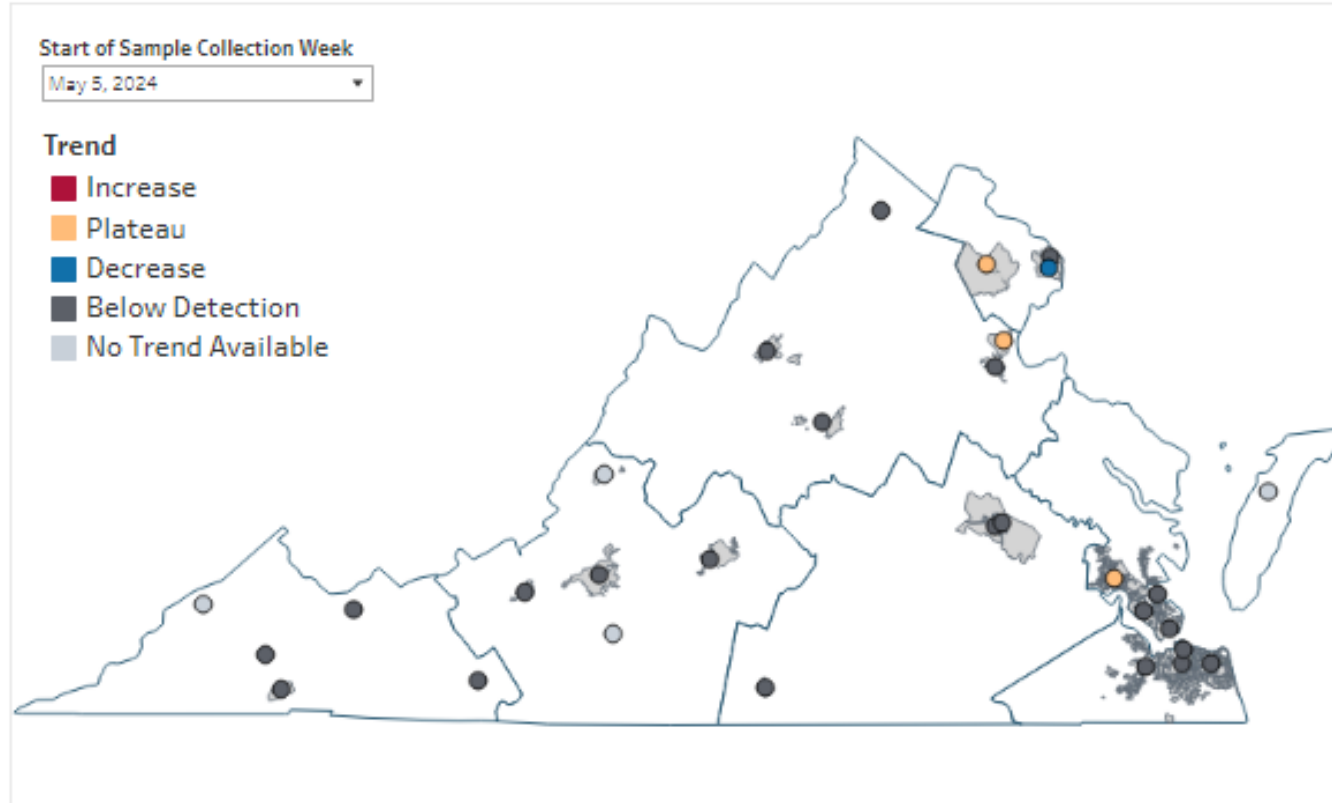 Start of Sample Collection Week
May 5, 2024
Trend
Increase
Plateau
Decrease
Below Detection
No Trend Available